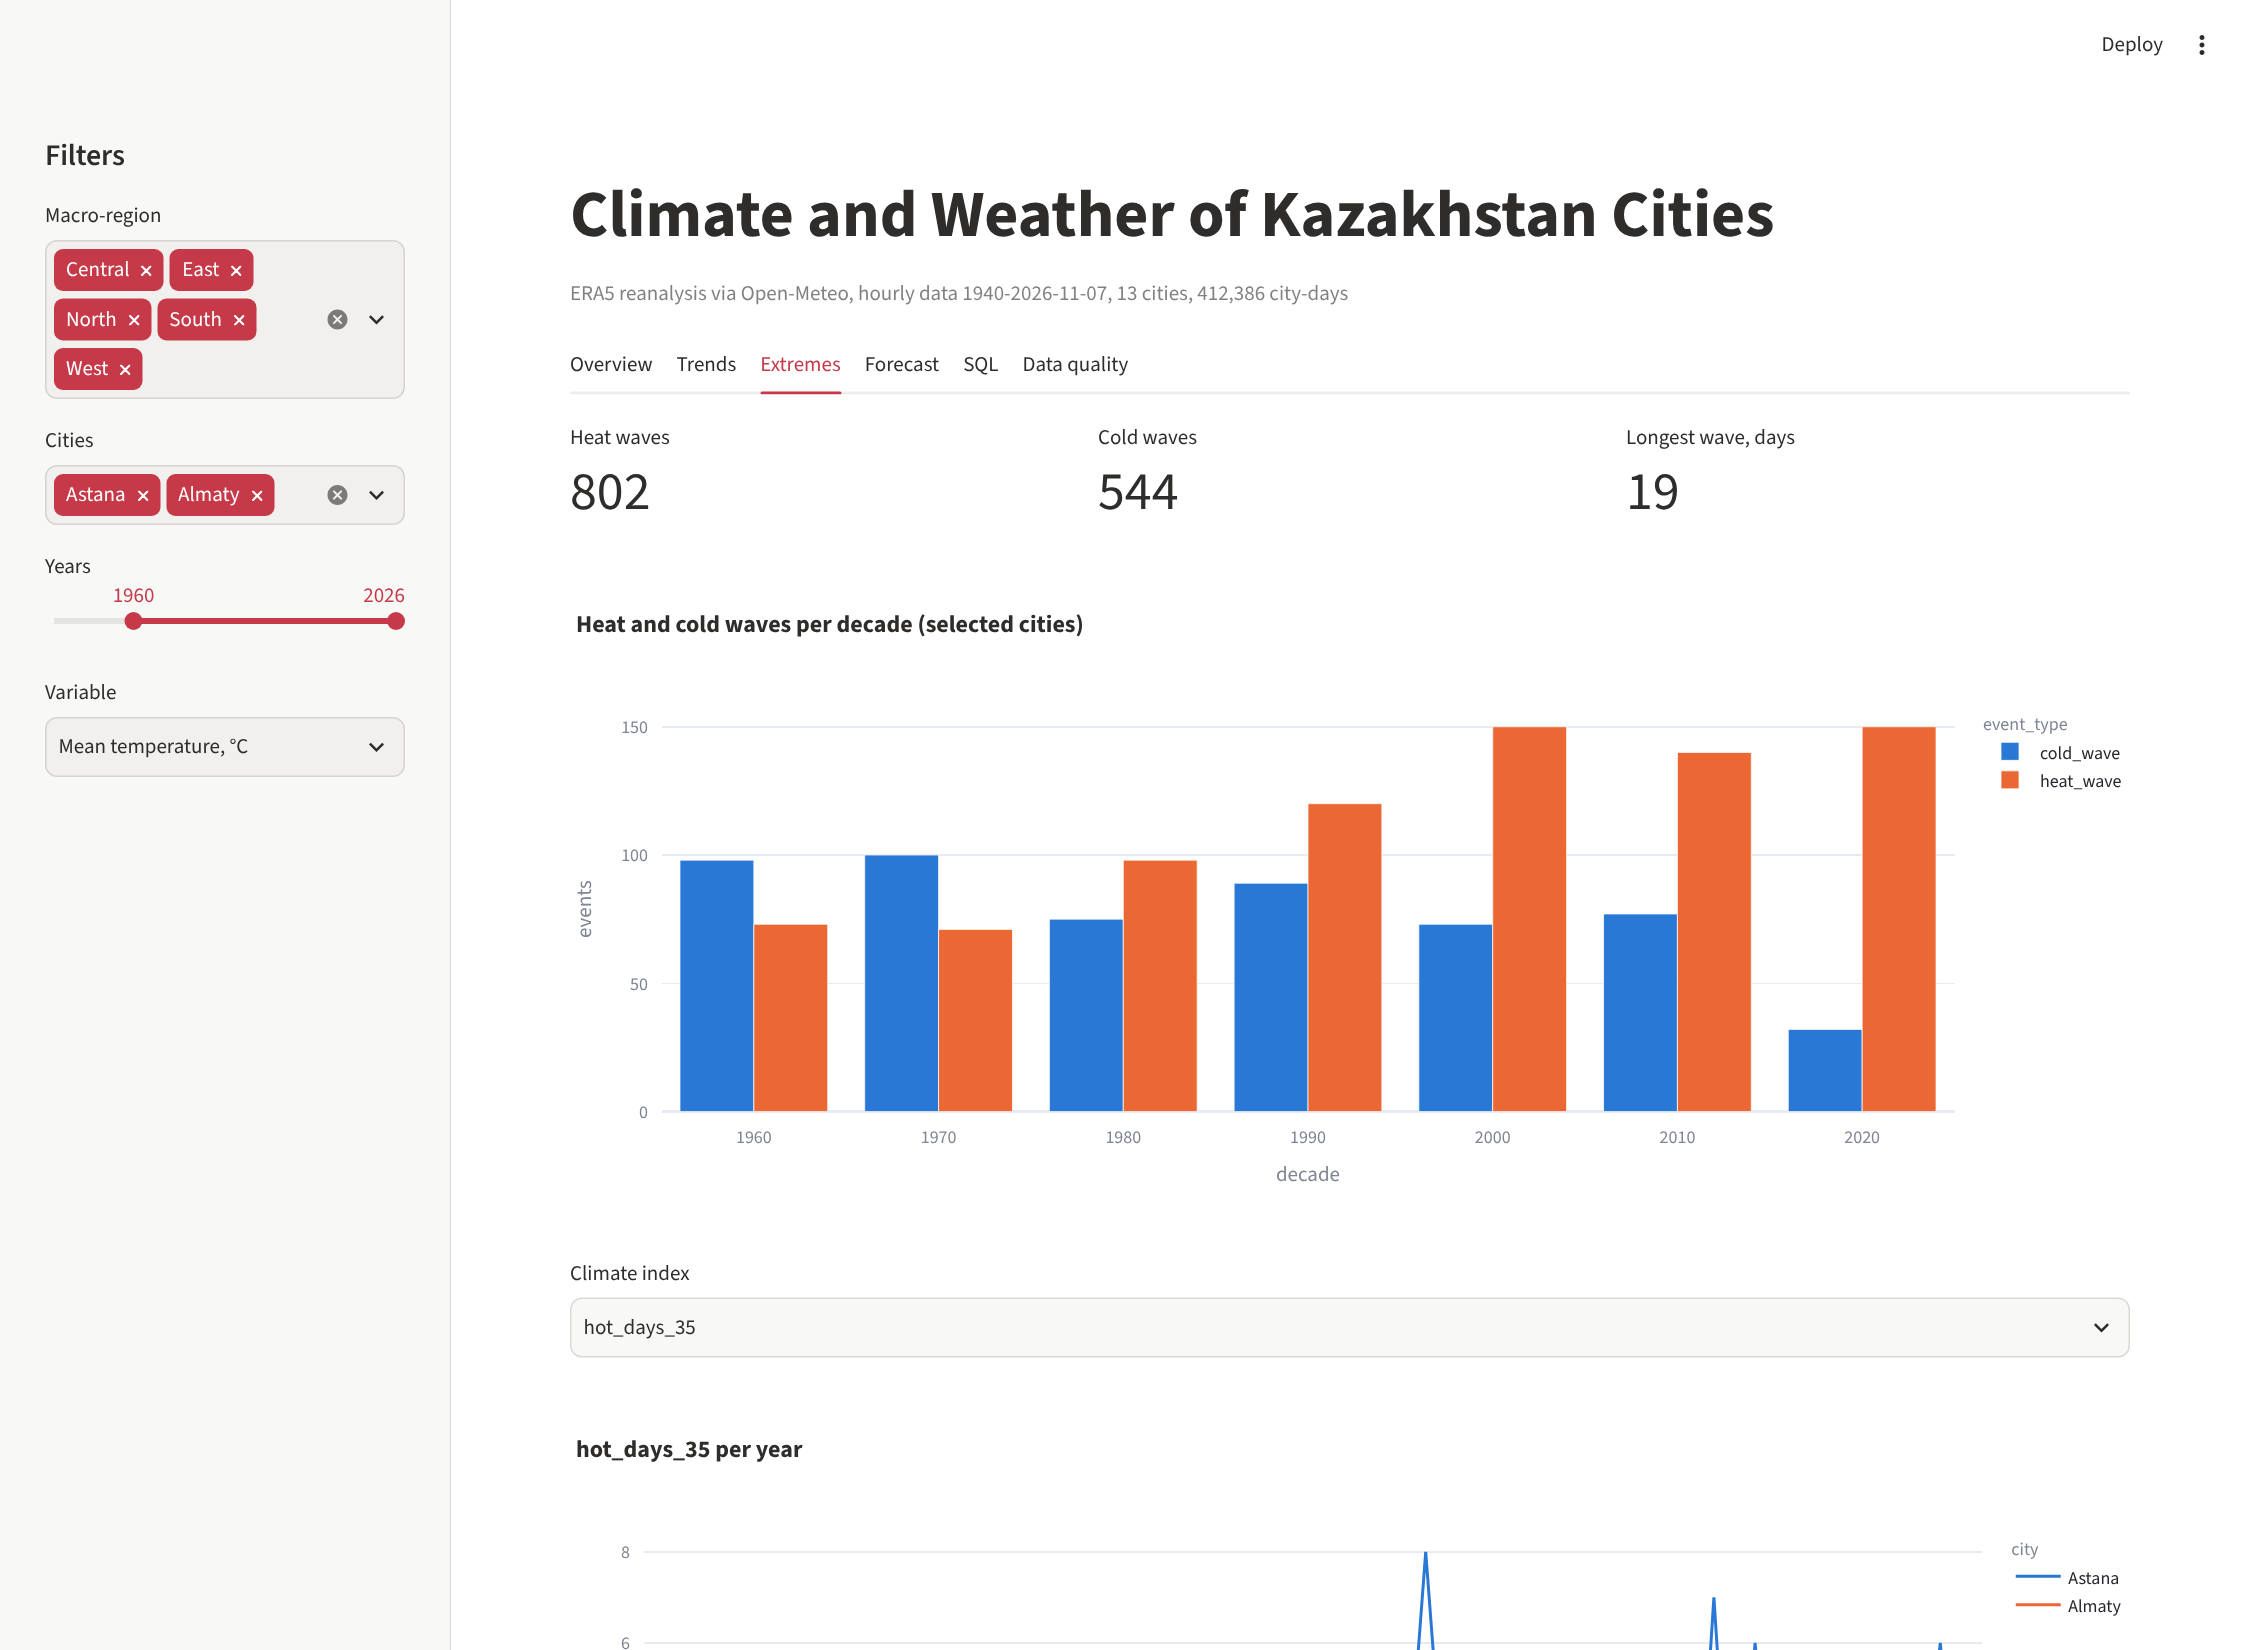 Deploy
Filters
Macro-region
Central
East
North
South
West
Cities
Astana
Almaty
Years
1960
2026
Variable
Mean temperature, °C
Climate and Weather of Kazakhstan Cities
ERA5 reanalysis via Open-Meteo, hourly data 1940-2026-11-07, 13 cities, 412,386 city-days
Overview Trends Extremes Forecast SQL Data quality
Heat waves
802
Cold waves
544
Longest wave, days
19
Heat and cold waves per decade (selected cities)
150
100
50
0
events
1960 1970 1980 1990 2000 2010 2020
decade
event_type
cold_wave
heat_wave
Climate index
hot_days_35
hot_days_35 per year
8
6
city
Astana
Almaty